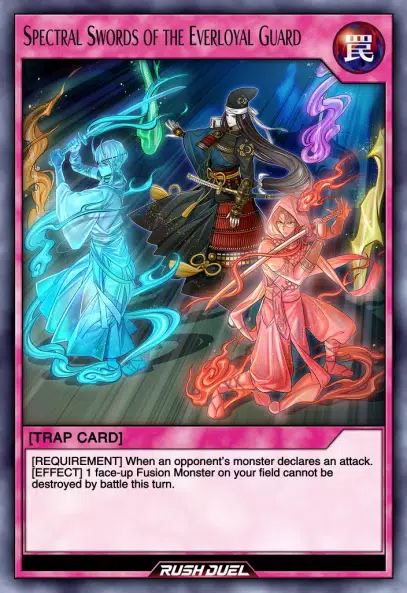 Spectral Swords of the Everloyal Guard
罠
[TRAP CARD]
[REQUIREMENT] When an opponent's monster declares an attack.
[EFFECT] 1 face-up Fusion Monster on your field cannot be
destroyed by battle this turn.
RUSH DUEL